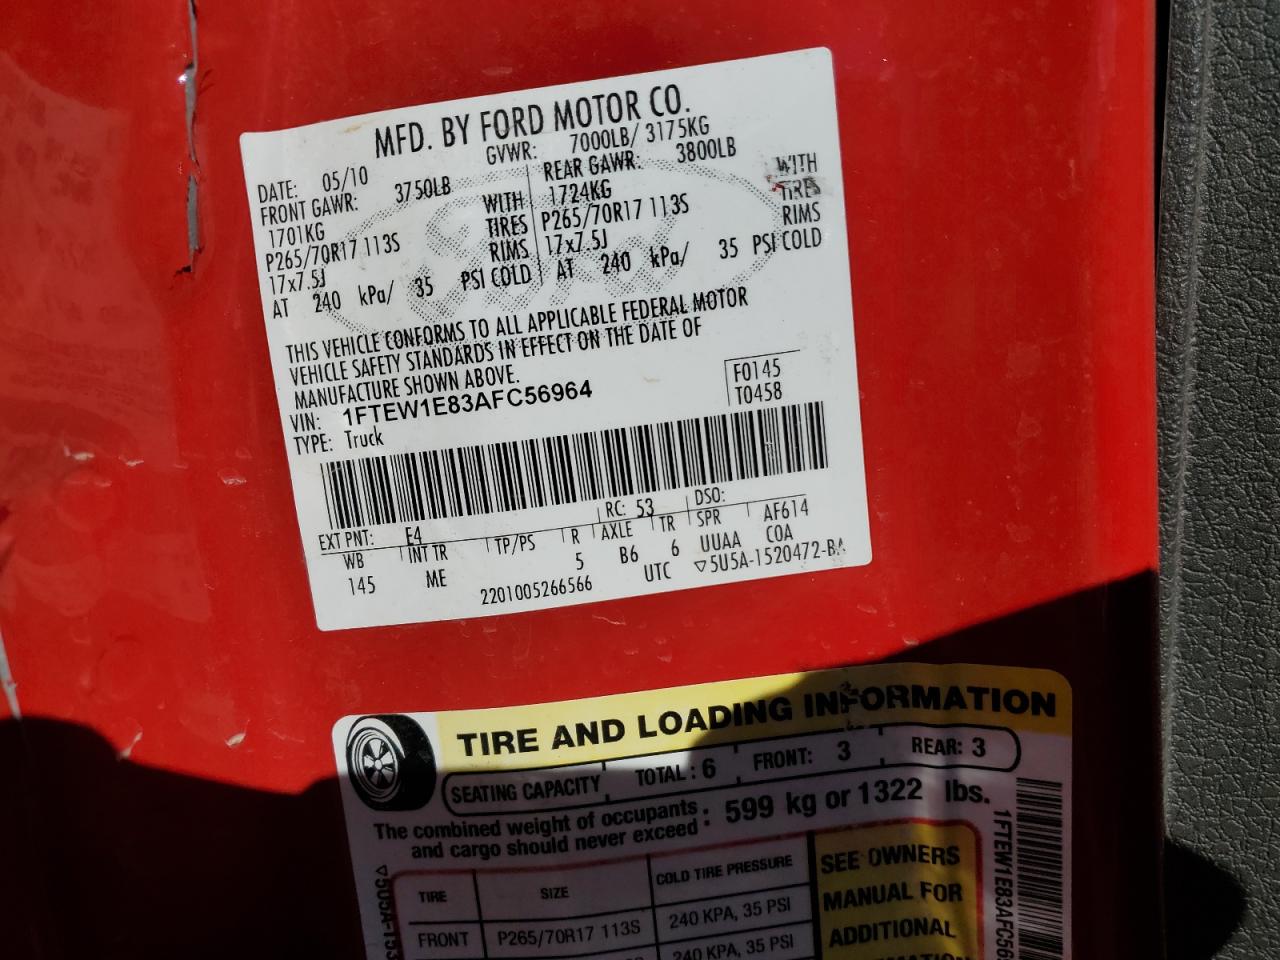 MFD. BY FORD MOTOR CO.
DATE: 05/10 GVWR: 7000LB/ 3175KG
FRONT GAWR: 3750LB REAR GAWR: 3800LB
1701KG WITH 1724KG WITH
P265/70R17 113S TIRES P265/70R17 113S TIRES
17x7.5J RIMS 17x7.5J RIMS
AT 240 kPa/ 35 PSI COLD AT 240 kPa/ 35 PSI COLD
THIS VEHICLE CONFORMS TO ALL APPLICABLE FEDERAL MOTOR
VEHICLE SAFETY STANDARDS IN EFFECT ON THE DATE OF
MANUFACTURE SHOWN ABOVE.
VIN: 1FTEW1E83AFC56964 F0145
TYPE: Truck T0458
EXT PNT: E4 RC: 53 DSO:
WB INT TR TP/PS R AXLE TR SPR AF614
145 ME 5 B6 6 UUAA COA
2201005266566 UTC ▽5U5A-1520472-BA
TIRE AND LOADING INFORMATION
SEATING CAPACITY TOTAL: 6 FRONT: 3 REAR: 3
The combined weight of occupants
and cargo should never exceed : 599 kg or 1322 lbs.
TIRE SIZE COLD TIRE PRESSURE
FRONT P265/70R17 113S 240 KPA, 35 PSI
240 KPA, 35 PSI
SEE OWNERS
MANUAL FOR
ADDITIONAL
1FTEW1E83AFC56
▽5U5A-153